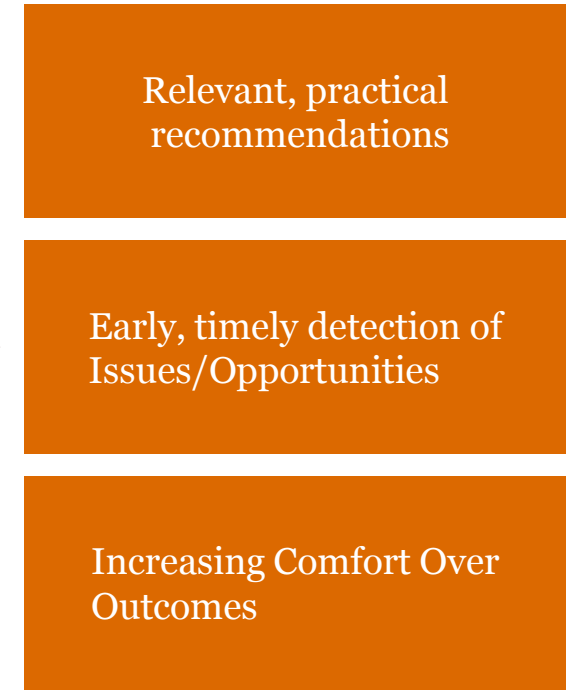 Relevant, practical
recommendations
Early, timely detection of
Issues/Opportunities
Increasing Comfort Over
Outcomes